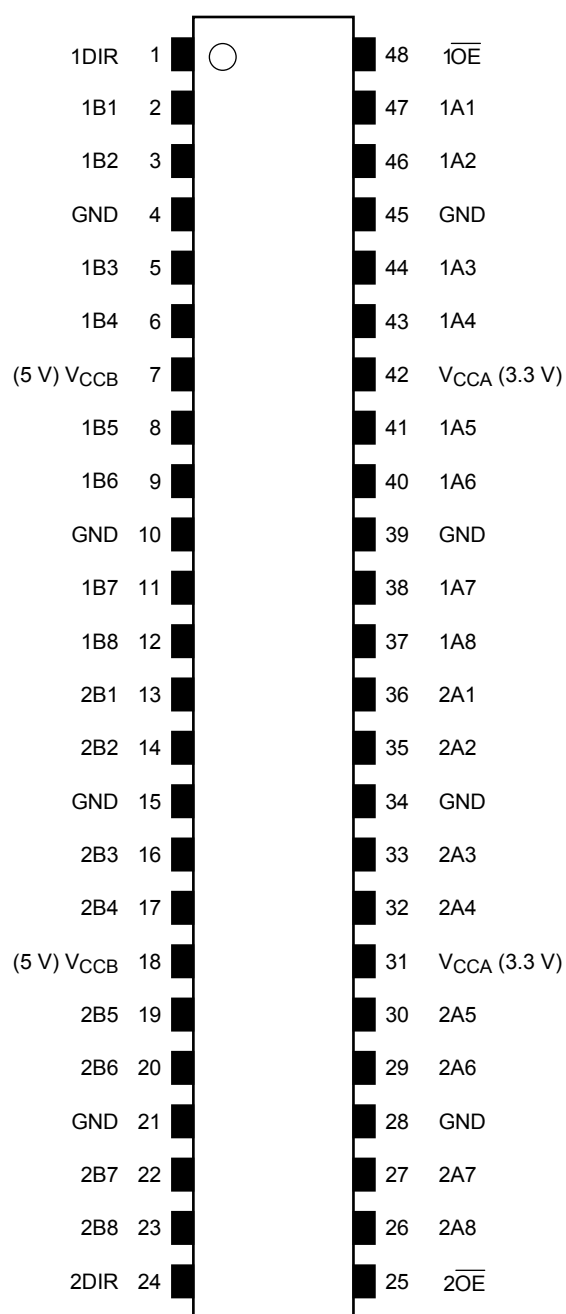 1DIR 1 48 1O̅E̅
1B1 2 47 1A1
1B2 3 46 1A2
GND 4 45 GND
1B3 5 44 1A3
1B4 6 43 1A4
(5 V) VCCB 7 42 VCCA (3.3 V)
1B5 8 41 1A5
1B6 9 40 1A6
GND 10 39 GND
1B7 11 38 1A7
1B8 12 37 1A8
2B1 13 36 2A1
2B2 14 35 2A2
GND 15 34 GND
2B3 16 33 2A3
2B4 17 32 2A4
(5 V) VCCB 18 31 VCCA (3.3 V)
2B5 19 30 2A5
2B6 20 29 2A6
GND 21 28 GND
2B7 22 27 2A7
2B8 23 26 2A8
2DIR 24 25 2O̅E̅